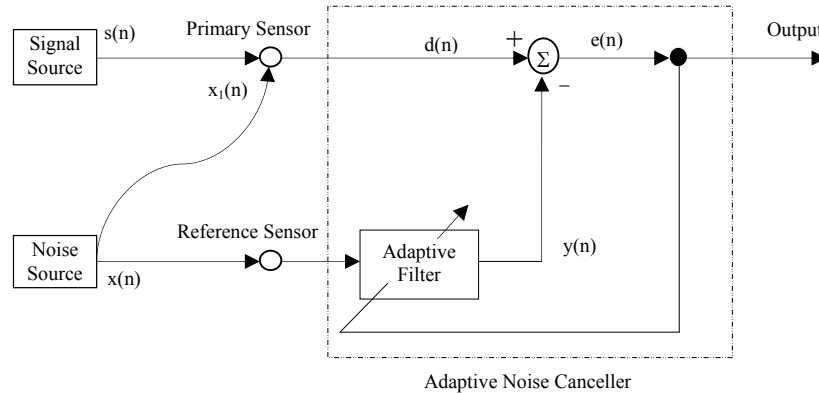 Signal
Source
s(n)
Primary Sensor
x₁(n)
d(n)
+
Σ
−
e(n)
Output
Noise
Source
x(n)
Reference Sensor
Adaptive
Filter
y(n)
Adaptive Noise Canceller